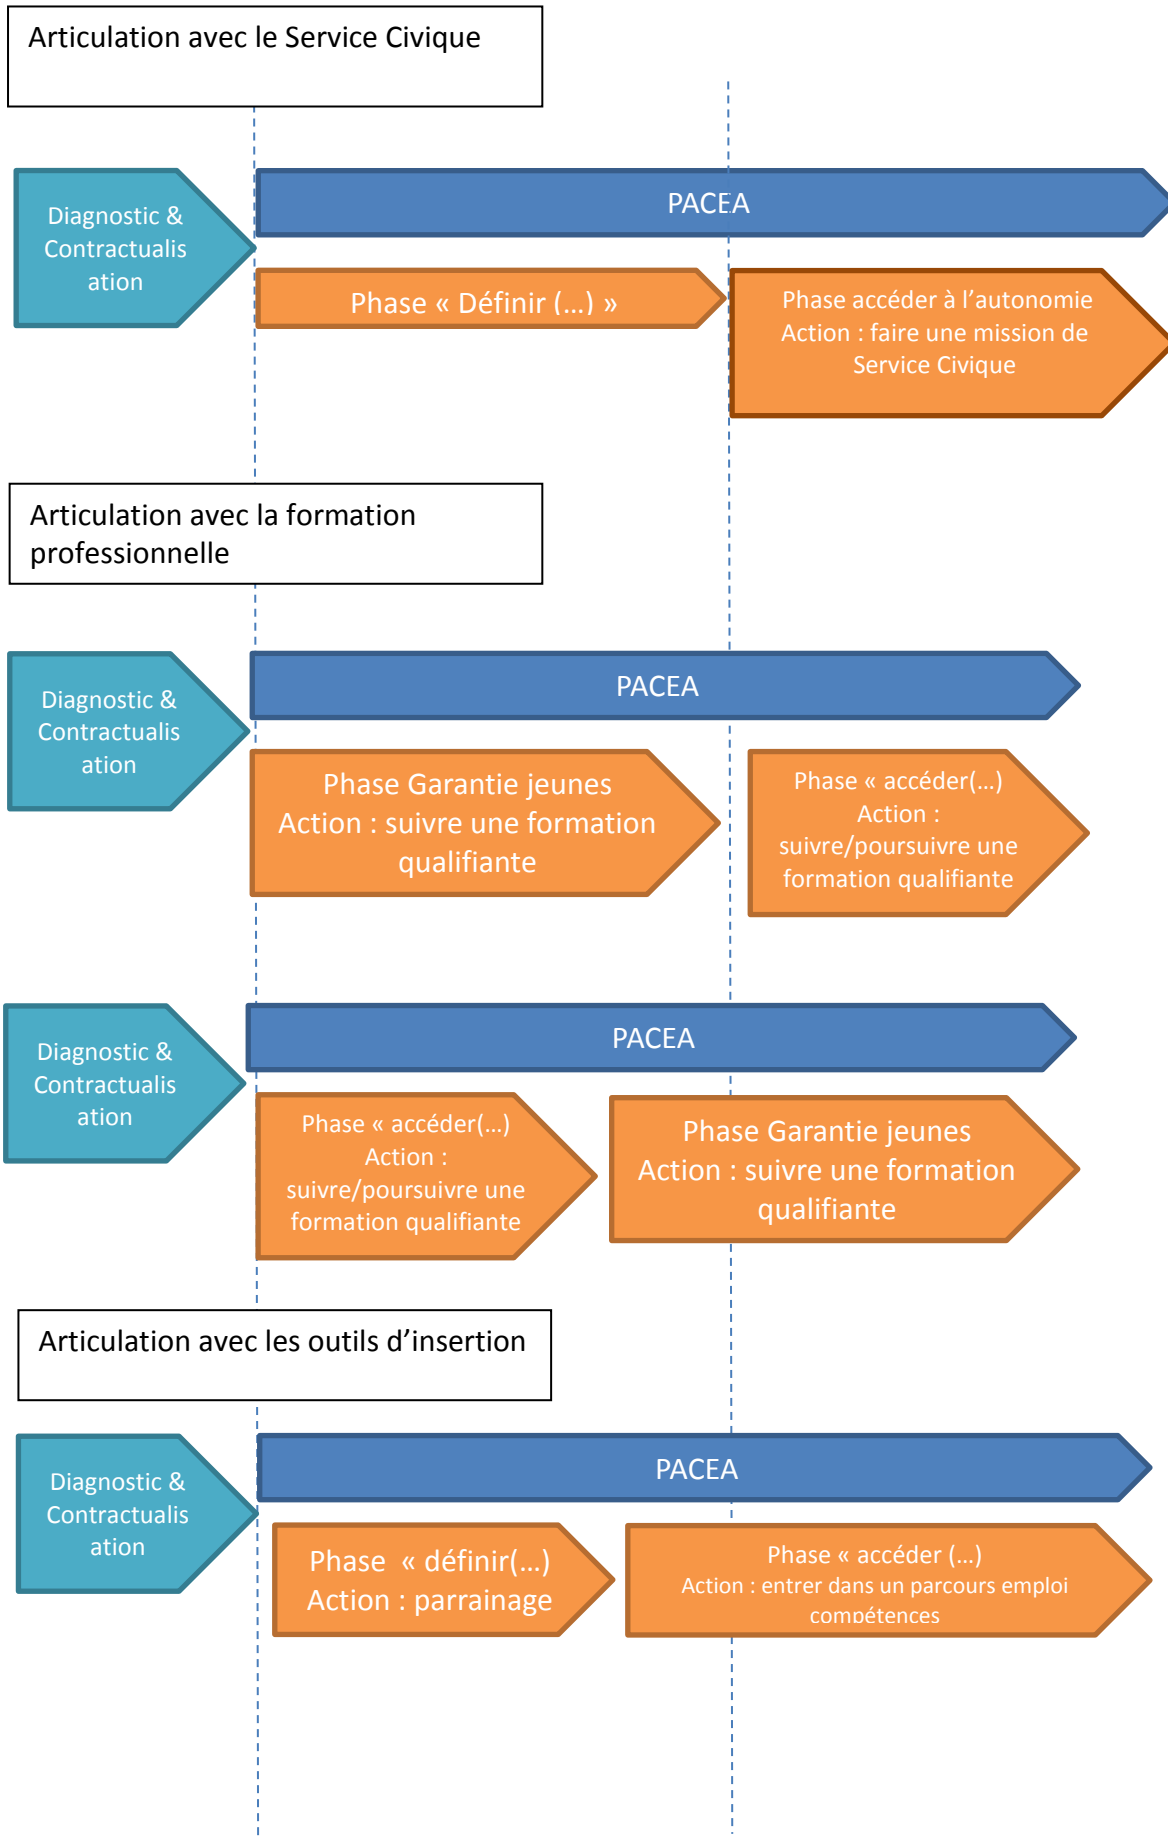 Articulation avec le Service Civique
PACEA
Diagnostic &
Contractualis
ation
Phase « Définir (...) »
Phase accéder à l’autonomie
Action : faire une mission de
Service Civique
Articulation avec la formation
professionnelle
PACEA
Diagnostic &
Contractualis
ation
Phase Garantie jeunes
Action : suivre une formation
qualifiante
Phase « accéder(...)
Action :
suivre/poursuivre une
formation qualifiante
PACEA
Diagnostic &
Contractualis
ation
Phase « accéder(...)
Action :
suivre/poursuivre une
formation qualifiante
Phase Garantie jeunes
Action : suivre une formation
qualifiante
Articulation avec les outils d’insertion
PACEA
Diagnostic &
Contractualis
ation
Phase « définir(...)
Action : parrainage
Phase « accéder (...)
Action : entrer dans un parcours emploi
compétences